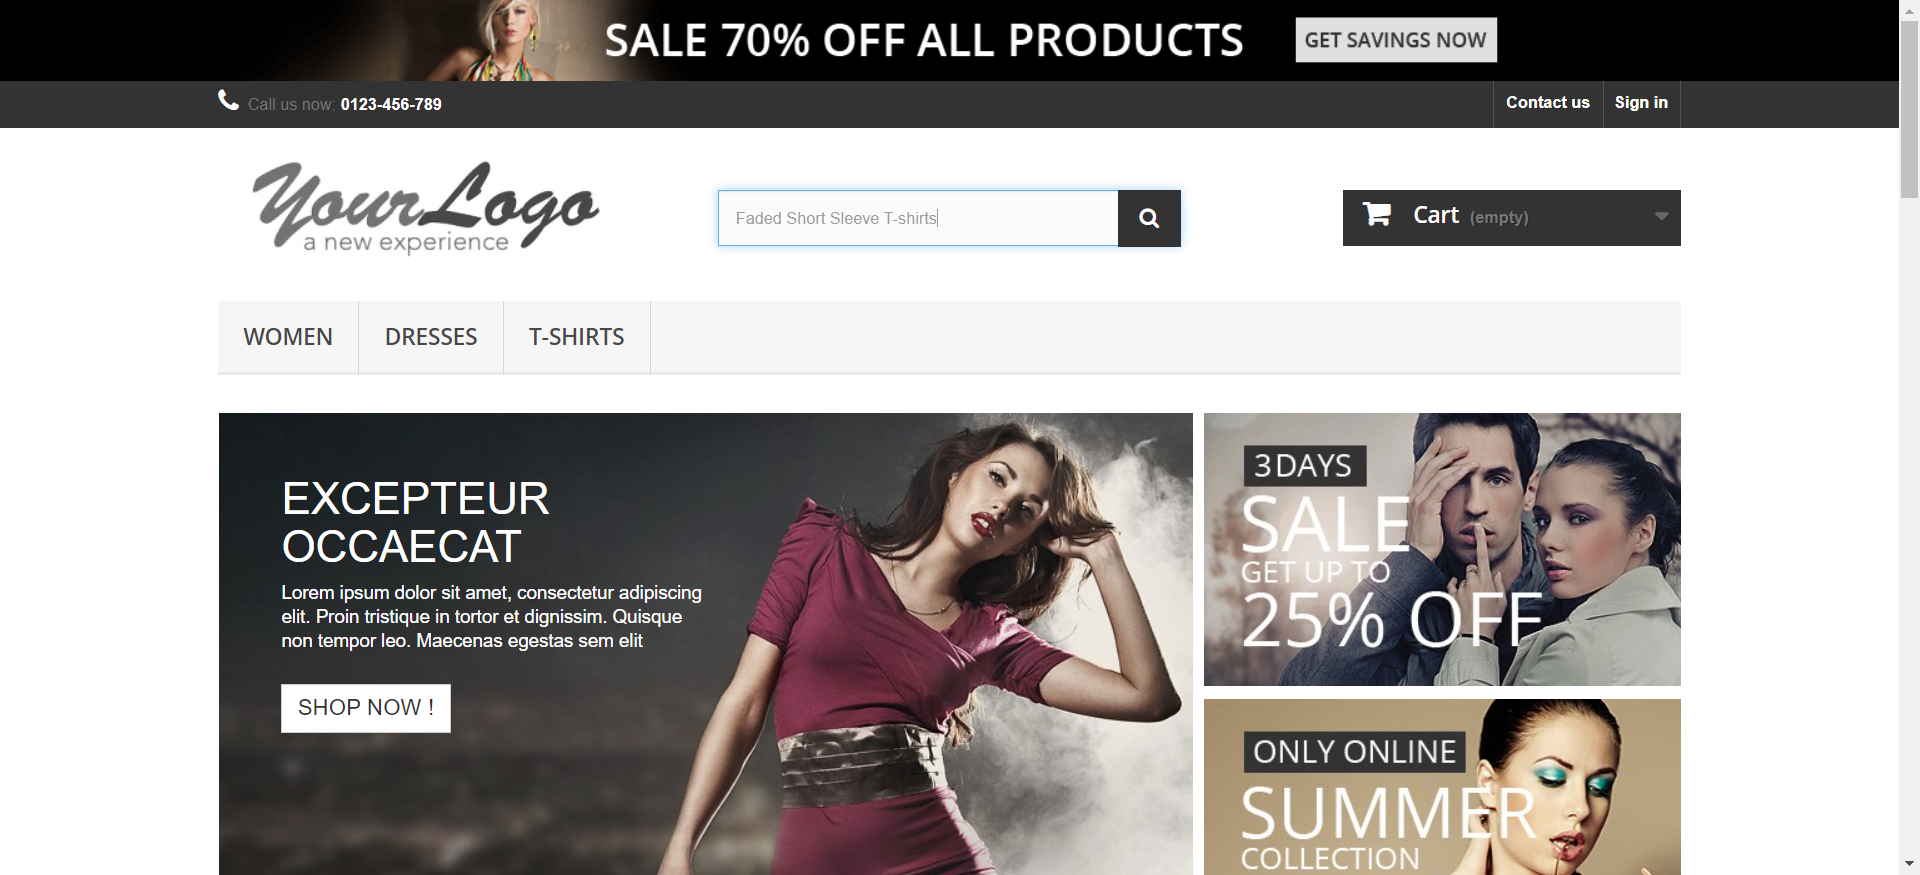 SALE 70% OFF ALL PRODUCTS
GET SAVINGS NOW
Call us now: 0123-456-789
Contact us
Sign in
Your Logo
a new experience
Faded Short Sleeve T-shirts
Cart (empty)
WOMEN
DRESSES
T-SHIRTS
EXCEPTEUR
OCCAECAT
Lorem ipsum dolor sit amet, consectetur adipiscing
elit. Proin tristique in tortor et dignissim. Quisque
non tempor leo. Maecenas egestas sem elit
SHOP NOW !
3DAYS
SALE
GET UP TO
25% OFF
ONLY ONLINE
SUMMER
COLLECTION